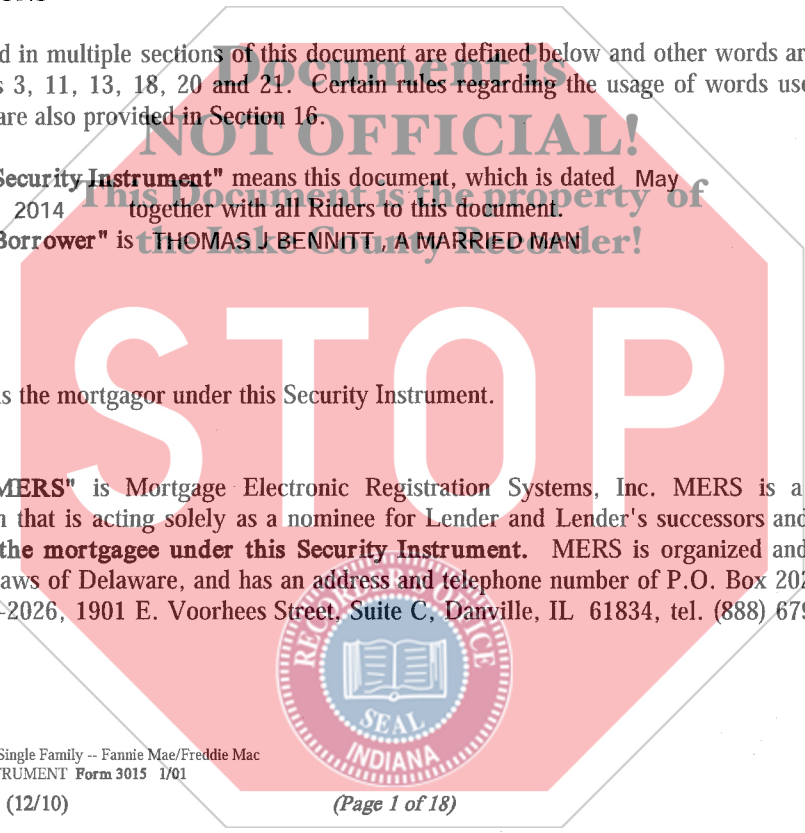 d in multiple sections of this document are defined below and other words ar
s 3, 11, 13, 18, 20 and 21. Certain rules regarding the usage of words use
are also provided in Section 16.
Document is
NOT OFFICIAL!
This Document is the property of
the Lake County Recorder!
Security Instrument" means this document, which is dated May
2014 together with all Riders to this document.
Borrower" is THOMAS J BENNITT , A MARRIED MAN
STOP
is the mortgagor under this Security Instrument.
MERS" is Mortgage Electronic Registration Systems, Inc. MERS is a
n that is acting solely as a nominee for Lender and Lender's successors and
the mortgagee under this Security Instrument. MERS is organized and
aws of Delaware, and has an address and telephone number of P.O. Box 202
-2026, 1901 E. Voorhees Street, Suite C, Danville, IL 61834, tel. (888) 679
RECORDER'S OFFICE
SEAL
INDIANA
Single Family -- Fannie Mae/Freddie Mac
TRUMENT Form 3015 1/01
(12/10) (Page 1 of 18)